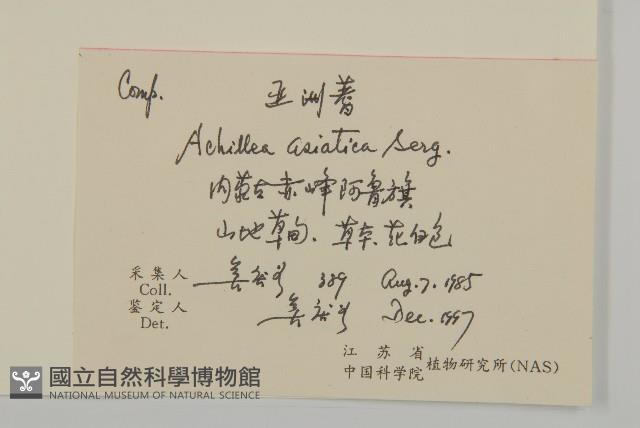 Comp.
亚洲蓍
Achillea asiatica Serg.
内蒙古赤峰阿鲁旗
山地草甸、草本、花白色
采集人 389 Aug. 7. 1985
Coll.
鉴定人 Dec. 1997
Det.
江苏省
中国科学院 植物研究所(NAS)
國立自然科學博物館
NATIONAL MUSEUM OF NATURAL SCIENCE